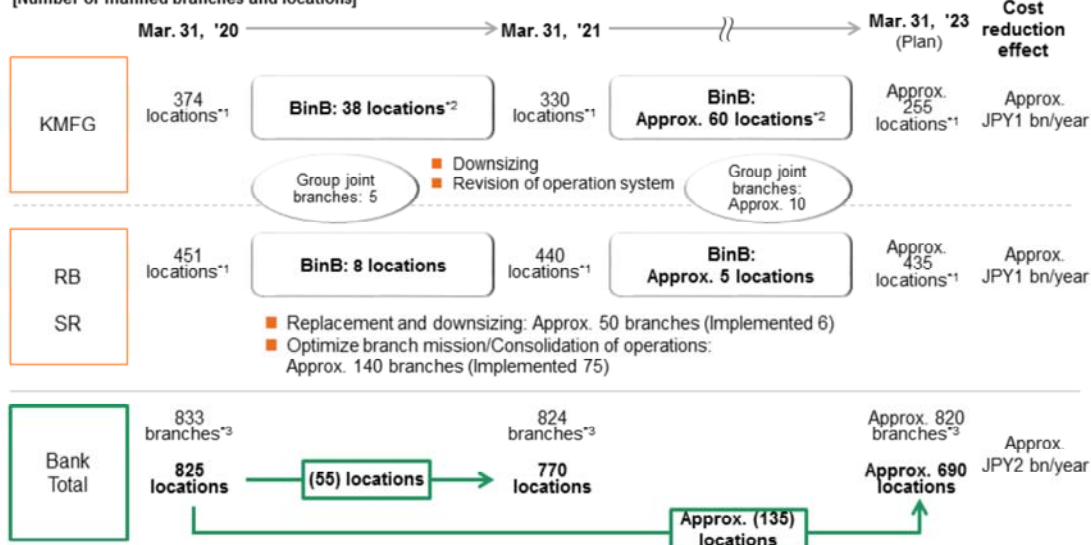 [Number of manned branches and locations]
Mar. 31, '20
Mar. 31, '21
Mar. 31, '23
(Plan)
Cost
reduction
effect
KMFG
374
locations*1
BinB: 38 locations*2
330
locations*1
BinB:
Approx. 60 locations*2
Approx.
255
locations*1
Approx.
JPY1 bn/year
Group joint
branches: 5
Downsizing
Revision of operation system
Group joint
branches:
Approx. 10
RB
SR
451
locations*1
BinB: 8 locations
440
locations*1
BinB:
Approx. 5 locations
Approx.
435
locations*1
Approx.
JPY1 bn/year
Replacement and downsizing: Approx. 50 branches (Implemented 6)
Optimize branch mission/Consolidation of operations:
Approx. 140 branches (Implemented 75)
Bank
Total
833
branches*3
825
locations
(55) locations
824
branches*3
770
locations
Approx. 820
branches*3
Approx. 690
locations
Approx.
JPY2 bn/year
Approx. (135)
locations